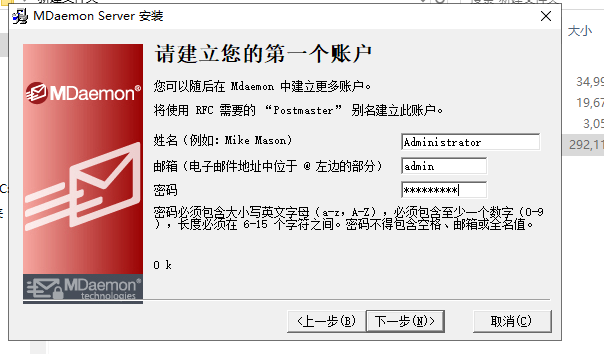 MDaemon Server 安装
大小
请建立您的第一个账户
您可以随后在 Mdaemon 中建立更多账户。
将使用 RFC 需要的 “Postmaster” 别名建立此账户。
MDaemon®
姓名（例如：Mike Mason）
Administrator
邮箱（电子邮件地址中位于 @ 左边的部分）
admin
密码
*********
密码必须包含大小写英文字母（a-z, A-Z），必须包含至少一个数字（0-9
），长度必须在 6-15 个字符之间。密码不得包含空格、邮箱或全名值。
O k
MDaemon
technologies
34,99
19,67
3,05
292,11
<上一步(B)
下一步(N)>
取消(C)